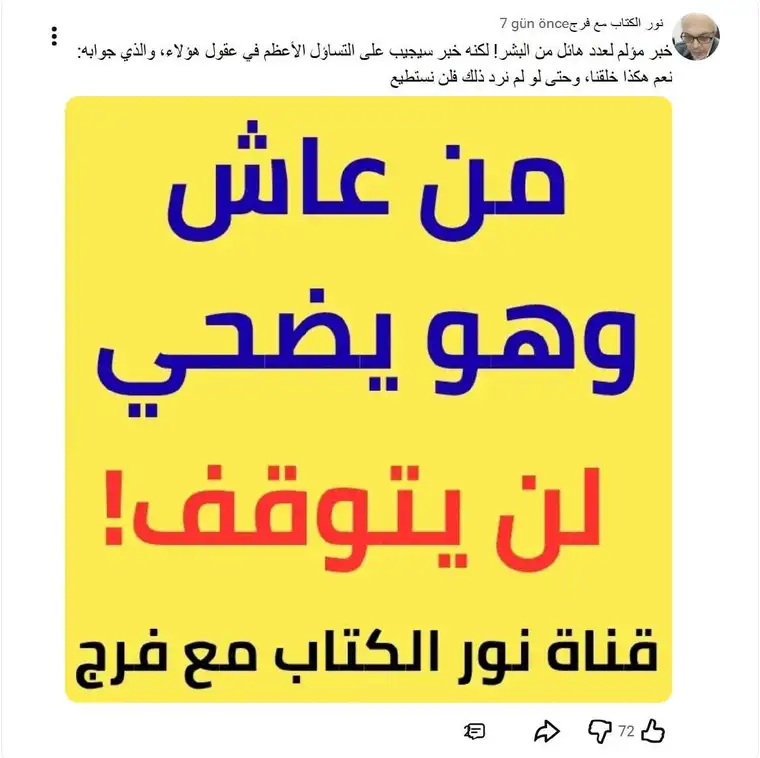 نور الكتاب مع فرج7 gün önce
خبر مؤلم لعدد هائل من البشر! لكنه خبر سيجيب على التساؤل الأعظم في عقول هؤلاء، والذي جوابه:
نعم هكذا خلقنا، وحتى لو لم نرد ذلك فلن نستطيع
من عاش
وهو يضحي
لن يتوقف!
قناة نور الكتاب مع فرج
72